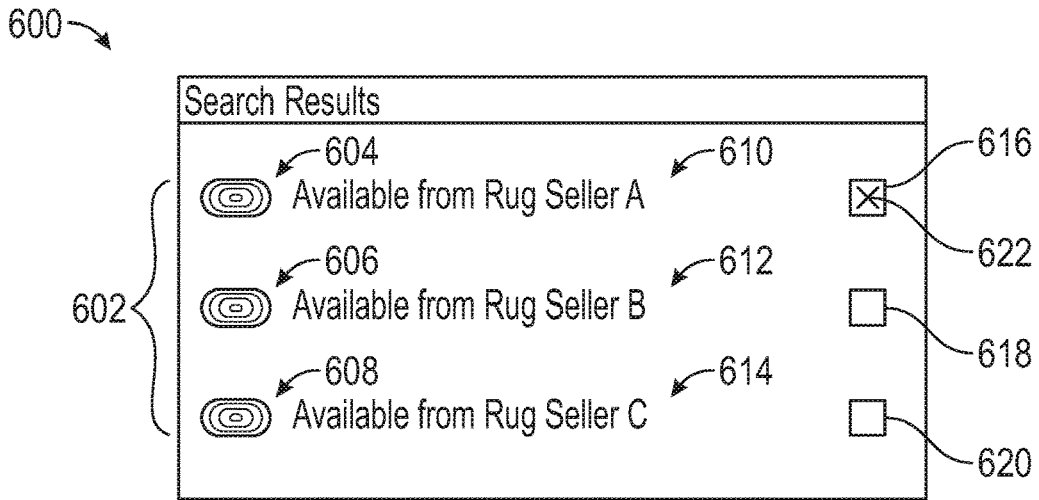 600
Search Results
604 610 616
Available from Rug Seller A
622
606 612
602 Available from Rug Seller B
618
608 614
Available from Rug Seller C
620